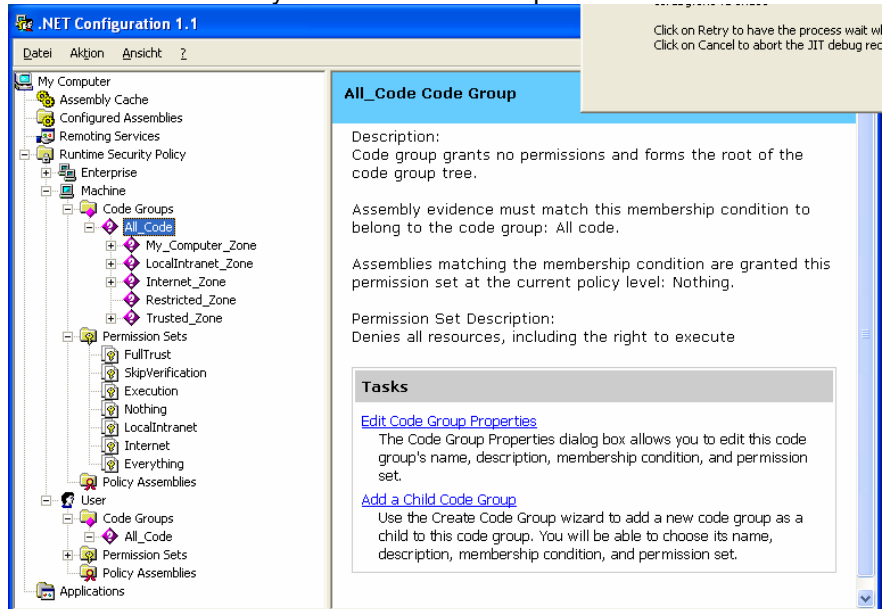 .NET Configuration 1.1
Click on Retry to have the process wait wl
Click on Cancel to abort the JIT debug rec
Datei Aktion Ansicht ?
My Computer
Assembly Cache
Configured Assemblies
Remoting Services
Runtime Security Policy
Enterprise
Machine
Code Groups
All_Code
My_Computer_Zone
LocalIntranet_Zone
Internet_Zone
Restricted_Zone
Trusted_Zone
Permission Sets
FullTrust
SkipVerification
Execution
Nothing
LocalIntranet
Internet
Everything
Policy Assemblies
User
Code Groups
All_Code
Permission Sets
Policy Assemblies
Applications
All_Code Code Group
Description:
Code group grants no permissions and forms the root of the
code group tree.
Assembly evidence must match this membership condition to
belong to the code group: All code.
Assemblies matching the membership condition are granted this
permission set at the current policy level: Nothing.
Permission Set Description:
Denies all resources, including the right to execute
Tasks
Edit Code Group Properties
The Code Group Properties dialog box allows you to edit this code
group's name, description, membership condition, and permission
set.
Add a Child Code Group
Use the Create Code Group wizard to add a new code group as a
child to this code group. You will be able to choose its name,
description, membership condition, and permission set.